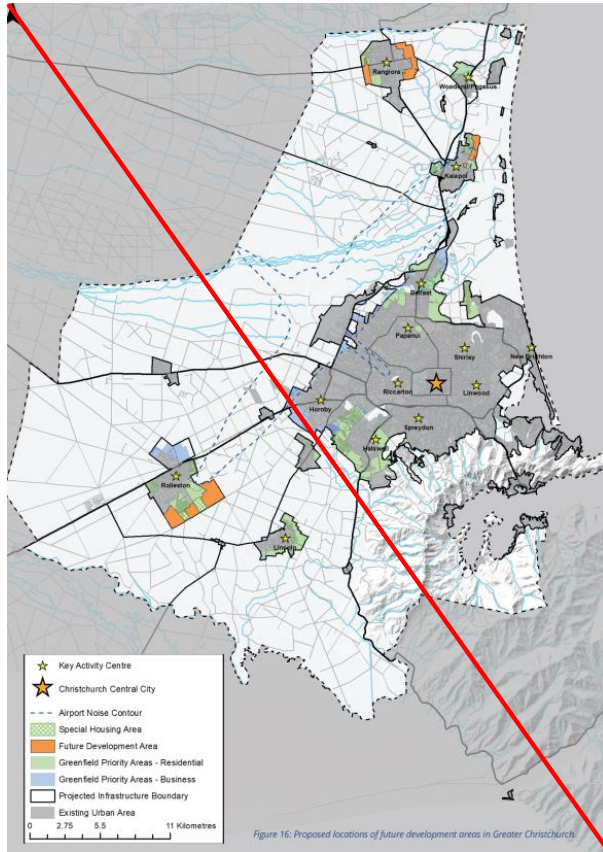 Rangiora
Woodend/Pegasus
Kaiapoi
Belfast
Papanui
Shirley
New Brighton
Riccarton
Linwood
Hornby
Spreydon
Halswell
Rolleston
Lincoln
Key Activity Centre
Christchurch Central City
Airport Noise Contour
Special Housing Area
Future Development Area
Greenfield Priority Areas - Residential
Greenfield Priority Areas - Business
Projected Infrastructure Boundary
Existing Urban Area
0 2.75 5.5 11 Kilometres
Figure 16: Proposed locations of future development areas in Greater Christchurch.